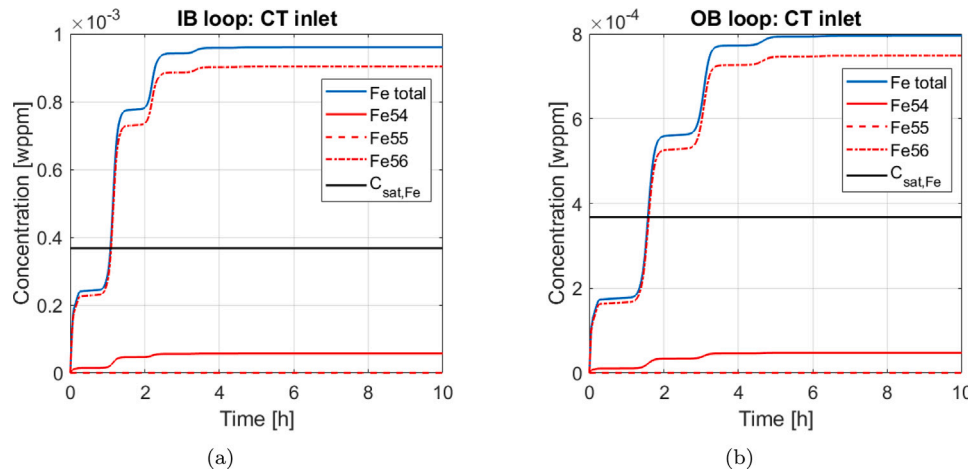 IB loop: CT inlet
×10⁻³
Concentration [wppm]
1
0.8
0.6
0.4
0.2
0
Fe total
Fe54
Fe55
Fe56
C_sat,Fe
0 2 4 6 8 10
Time [h]
(a)
OB loop: CT inlet
×10⁻⁴
Concentration [wppm]
8
6
4
2
0
Fe total
Fe54
Fe55
Fe56
C_sat,Fe
0 2 4 6 8 10
Time [h]
(b)